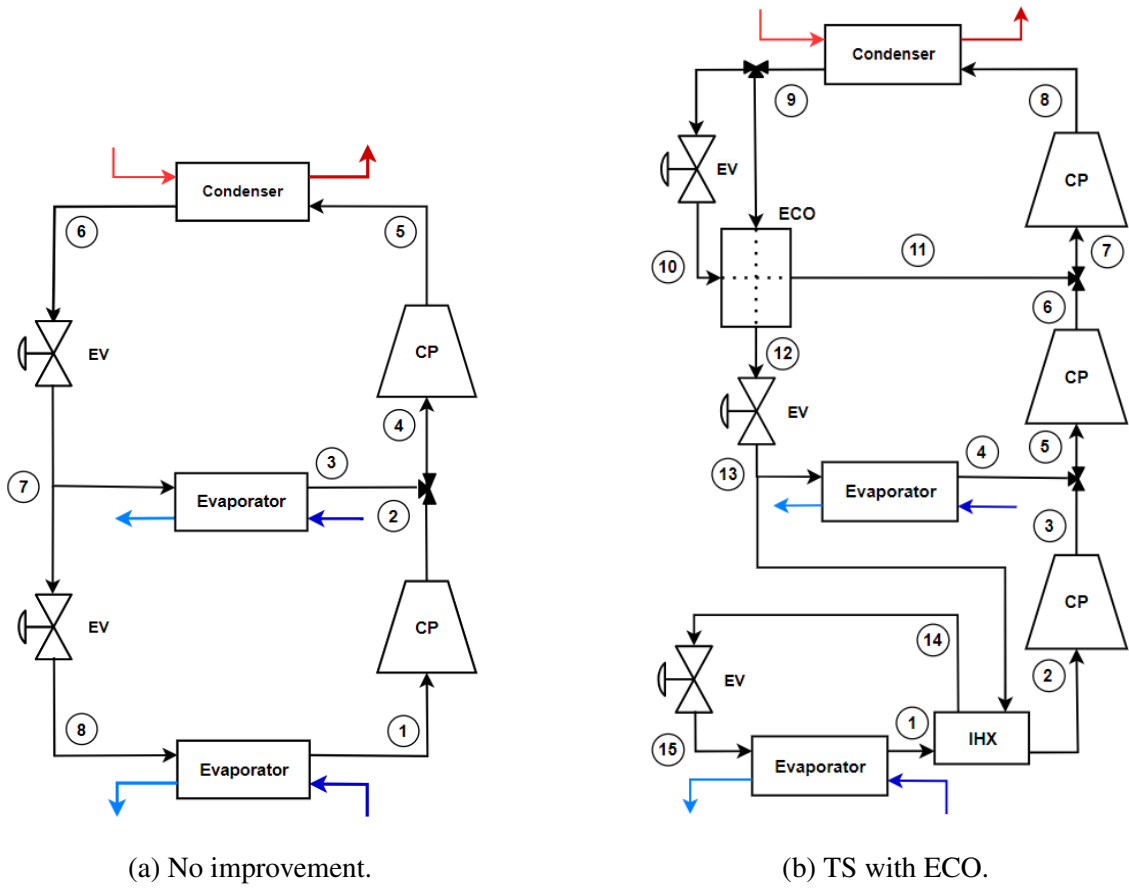 Condenser
6
5
EV
CP
4
3
7
Evaporator
2
EV
CP
8
1
Evaporator
(a) No improvement.
Condenser
9
8
EV
CP
ECO
10
11
7
6
12
CP
EV
13
4
5
Evaporator
3
CP
14
EV
2
1
IHX
15
Evaporator
(b) TS with ECO.